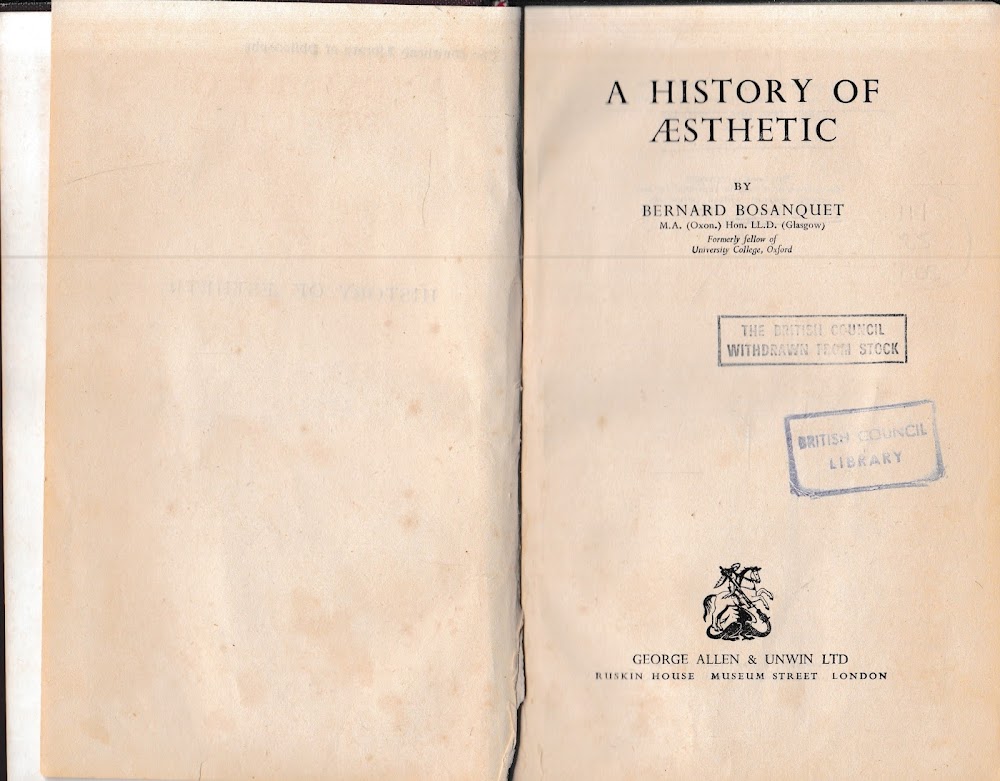 A HISTORY OF
ÆSTHETIC
BY
BERNARD BOSANQUET
M.A. (Oxon.) Hon. LL.D. (Glasgow)
Formerly fellow of
University College, Oxford
THE BRITISH COUNCIL
WITHDRAWN FROM STOCK
BRITISH COUNCIL
LIBRARY
GEORGE ALLEN & UNWIN LTD
RUSKIN HOUSE MUSEUM STREET LONDON